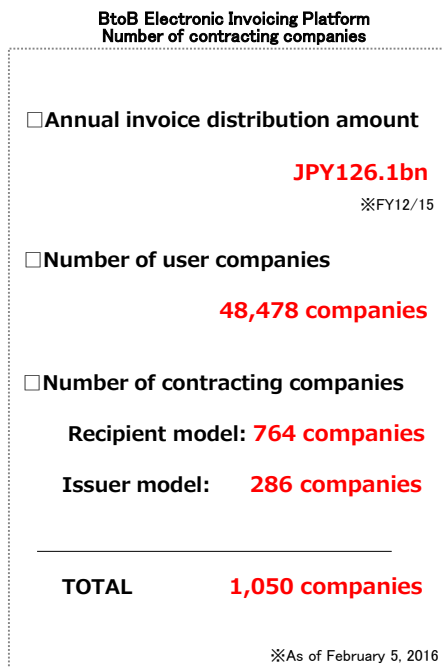 BtoB Electronic Invoicing Platform
Number of contracting companies
□Annual invoice distribution amount
JPY126.1bn
※FY12/15
□Number of user companies
48,478 companies
□Number of contracting companies
Recipient model: 764 companies
Issuer model: 286 companies
TOTAL 1,050 companies
※As of February 5, 2016